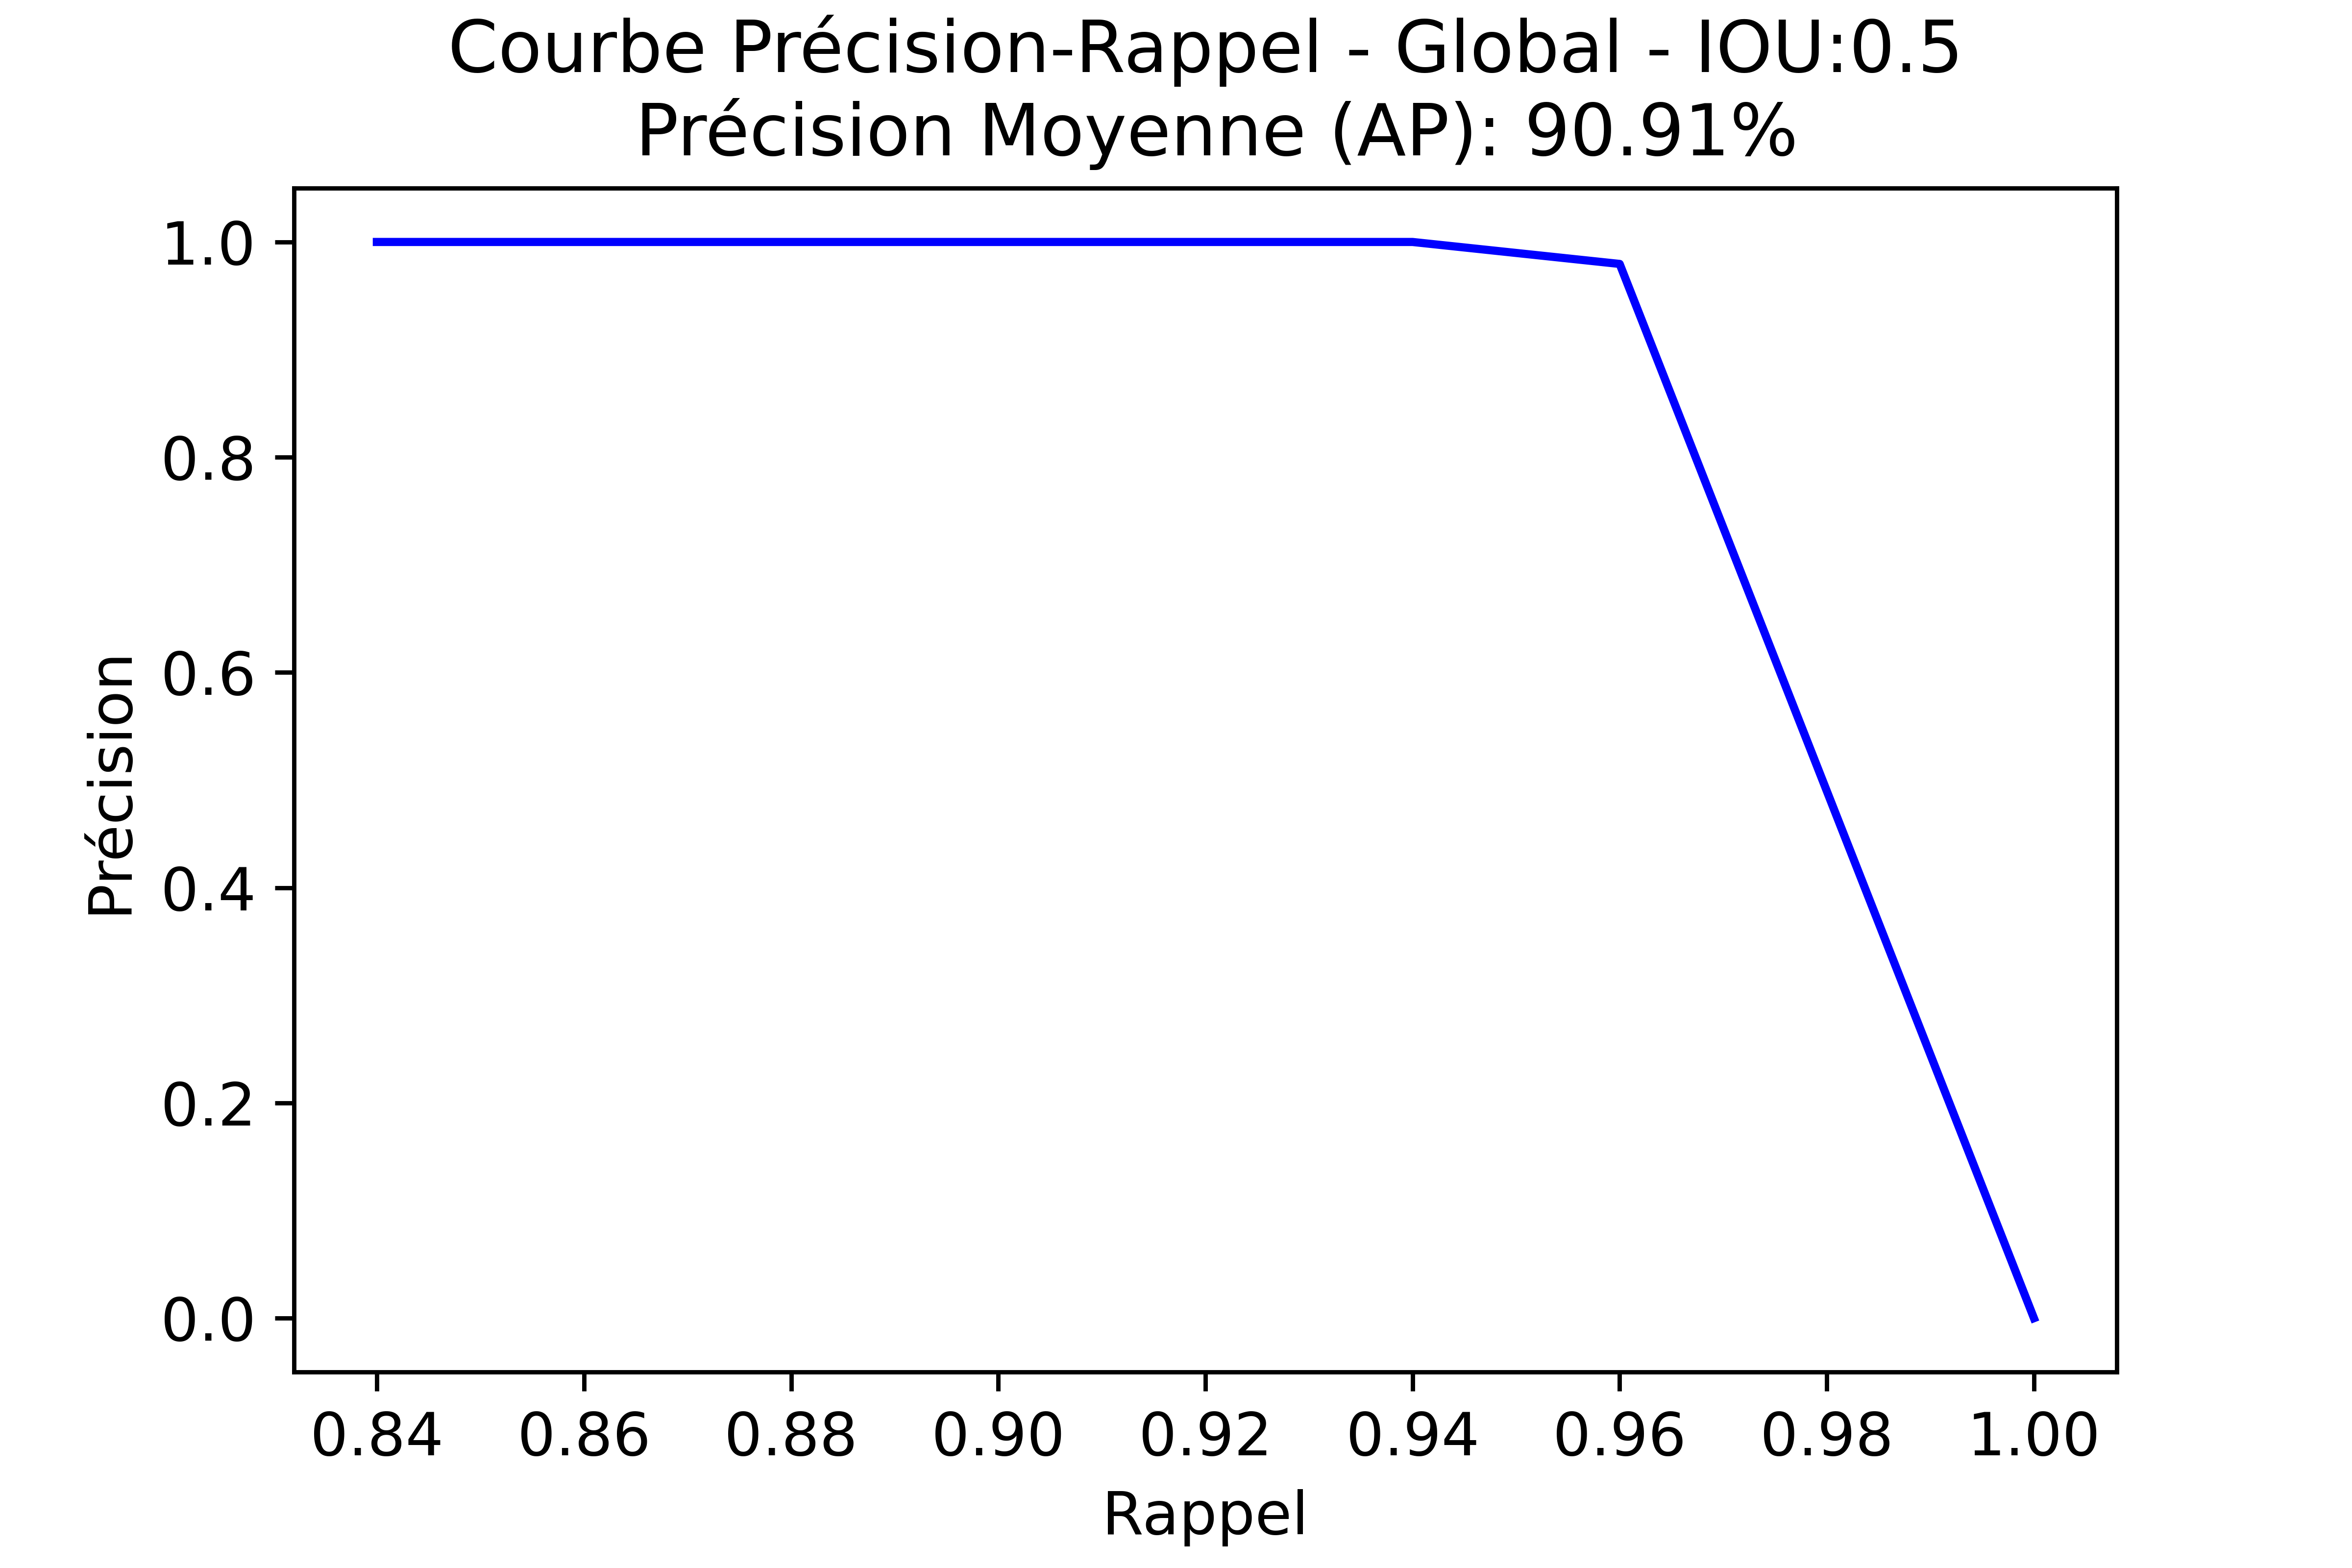 Courbe Précision-Rappel - Global - IOU:0.5
Précision Moyenne (AP): 90.91%
1.0
0.8
0.6
0.4
0.2
0.0
Précision
0.84 0.86 0.88 0.90 0.92 0.94 0.96 0.98 1.00
Rappel